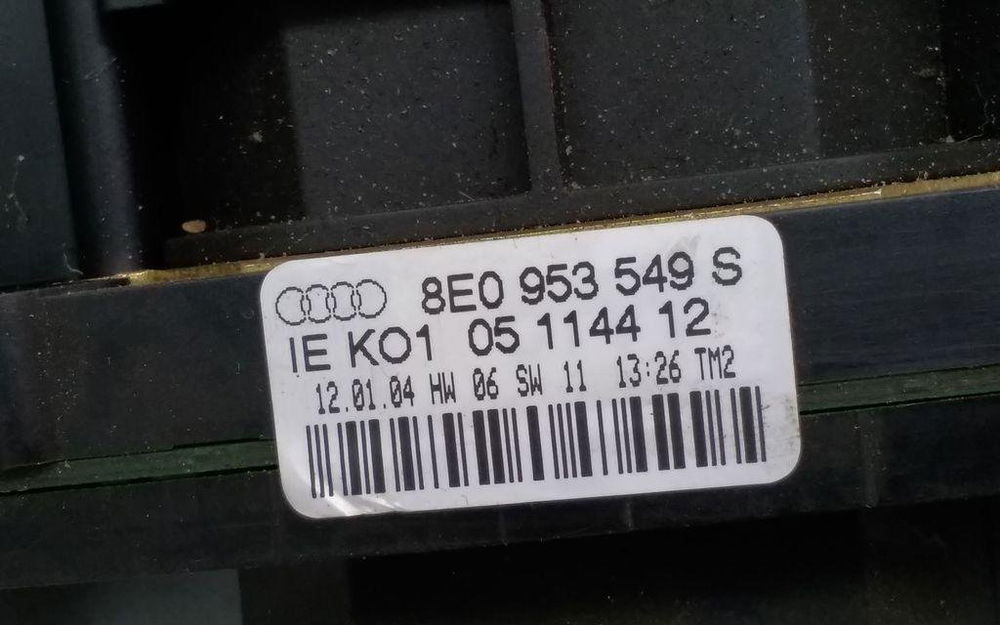 8E0 953 549 S
IE KO1 05 1144 12
12.01.04 HW 06 SW 11 13:26 TM2